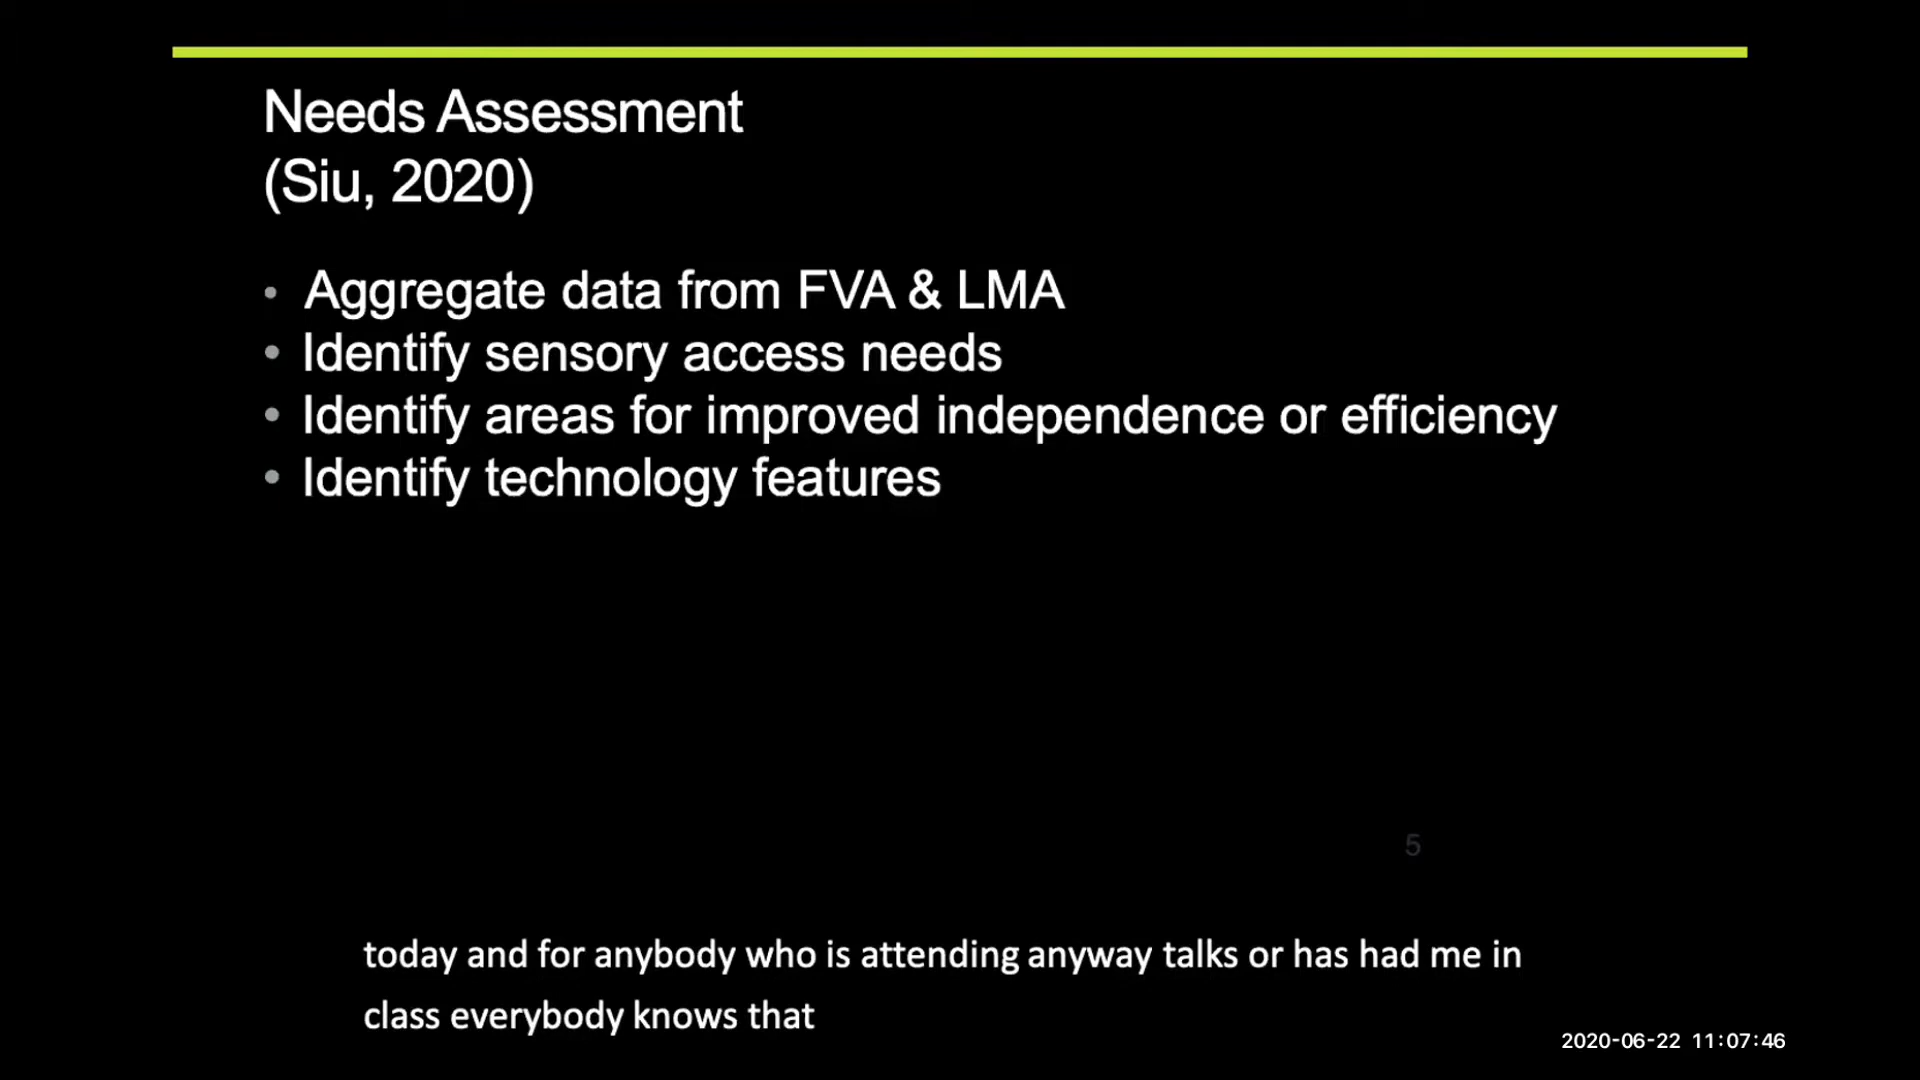 Needs Assessment
(Siu, 2020)
• Aggregate data from FVA & LMA
• Identify sensory access needs
• Identify areas for improved independence or efficiency
• Identify technology features
5
today and for anybody who is attending anyway talks or has had me in
class everybody knows that
2020-06-22 11:07:46